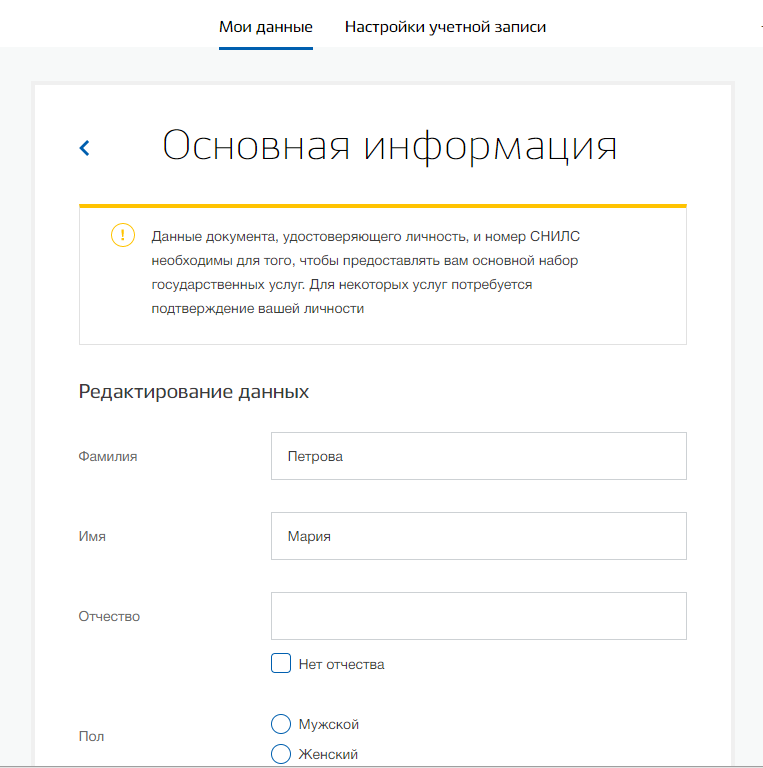 Мои данные Настройки учетной записи
Основная информация
Данные документа, удостоверяющего личность, и номер СНИЛС
необходимы для того, чтобы предоставлять вам основной набор
государственных услуг. Для некоторых услуг потребуется
подтверждение вашей личности
Редактирование данных
Фамилия Петрова
Имя Мария
Отчество
Нет отчества
Пол
Мужской
Женский